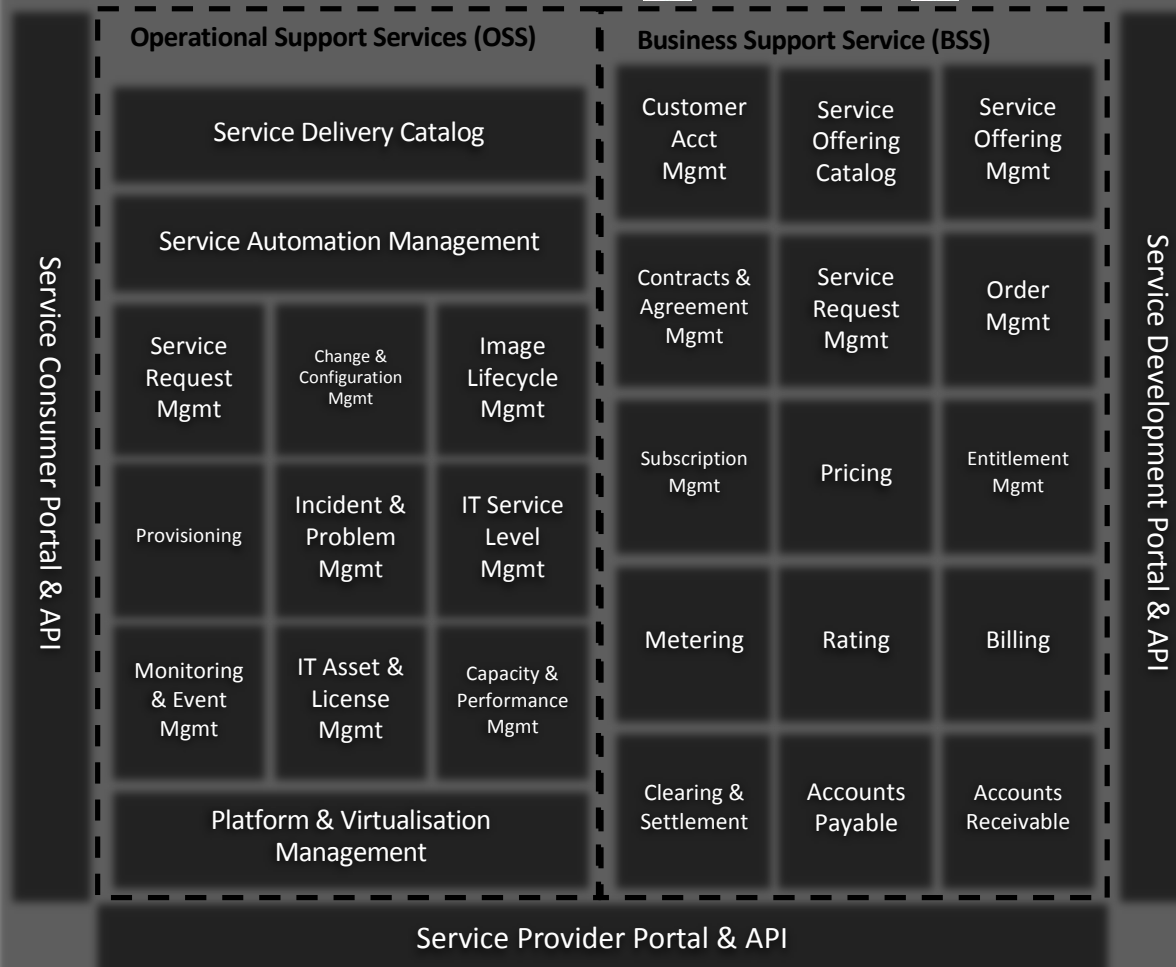 Operational Support Services (OSS)
Service Delivery Catalog
Service Automation Management
Service
Request
Mgmt
Change &
Configuration
Mgmt
Image
Lifecycle
Mgmt
Provisioning
Incident &
Problem
Mgmt
IT Service
Level
Mgmt
Monitoring
& Event
Mgmt
IT Asset &
License
Mgmt
Capacity &
Performance
Mgmt
Platform & Virtualisation
Management
Business Support Service (BSS)
Customer
Acct
Mgmt
Service
Offering
Catalog
Service
Offering
Mgmt
Contracts &
Agreement
Mgmt
Service
Request
Mgmt
Order
Mgmt
Subscription
Mgmt
Pricing
Entitlement
Mgmt
Metering
Rating
Billing
Clearing &
Settlement
Accounts
Payable
Accounts
Receivable
Service Consumer Portal & API
Service Development Portal & API
Service Provider Portal & API